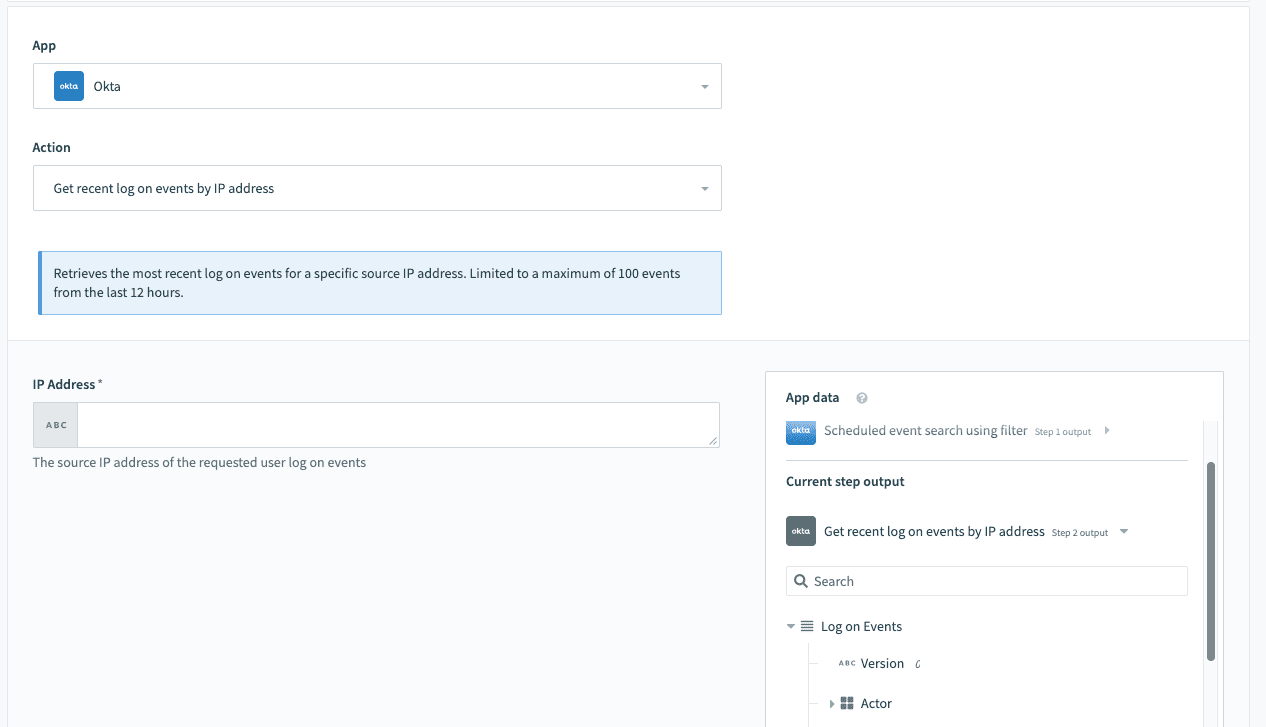 App
okta Okta
Action
Get recent log on events by IP address
Retrieves the most recent log on events for a specific source IP address. Limited to a maximum of 100 events
from the last 12 hours.
IP Address *
ABC
The source IP address of the requested user log on events
App data ?
okta Scheduled event search using filter Step 1 output
Current step output
okta Get recent log on events by IP address Step 2 output
Search
Log on Events
ABC Version
Actor